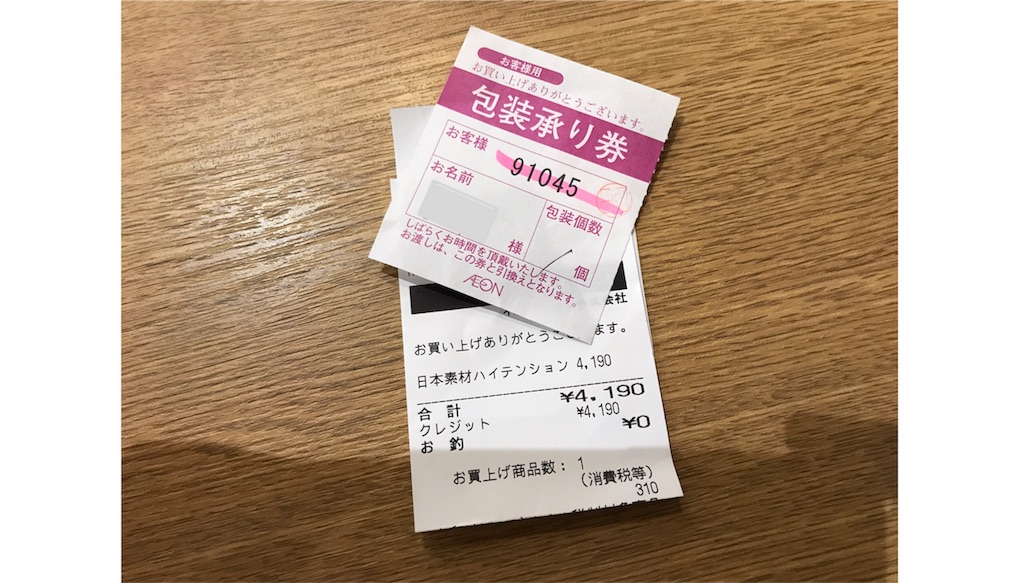 お客様用
お買い上げありがとうございます。
包装承り券
お客様
91045
お名前
様
包装個数
個
しばらくお時間を頂戴いたします。
お渡しは、この券と引換えとなります。
ÆON
会社
お買い上げありがとうご ます。
日本素材ハイテンション 4,190
合 計 ¥4,190
クレジット ¥4,190
お 釣 ¥0
お買上げ商品数： 1
(消費税等)
310